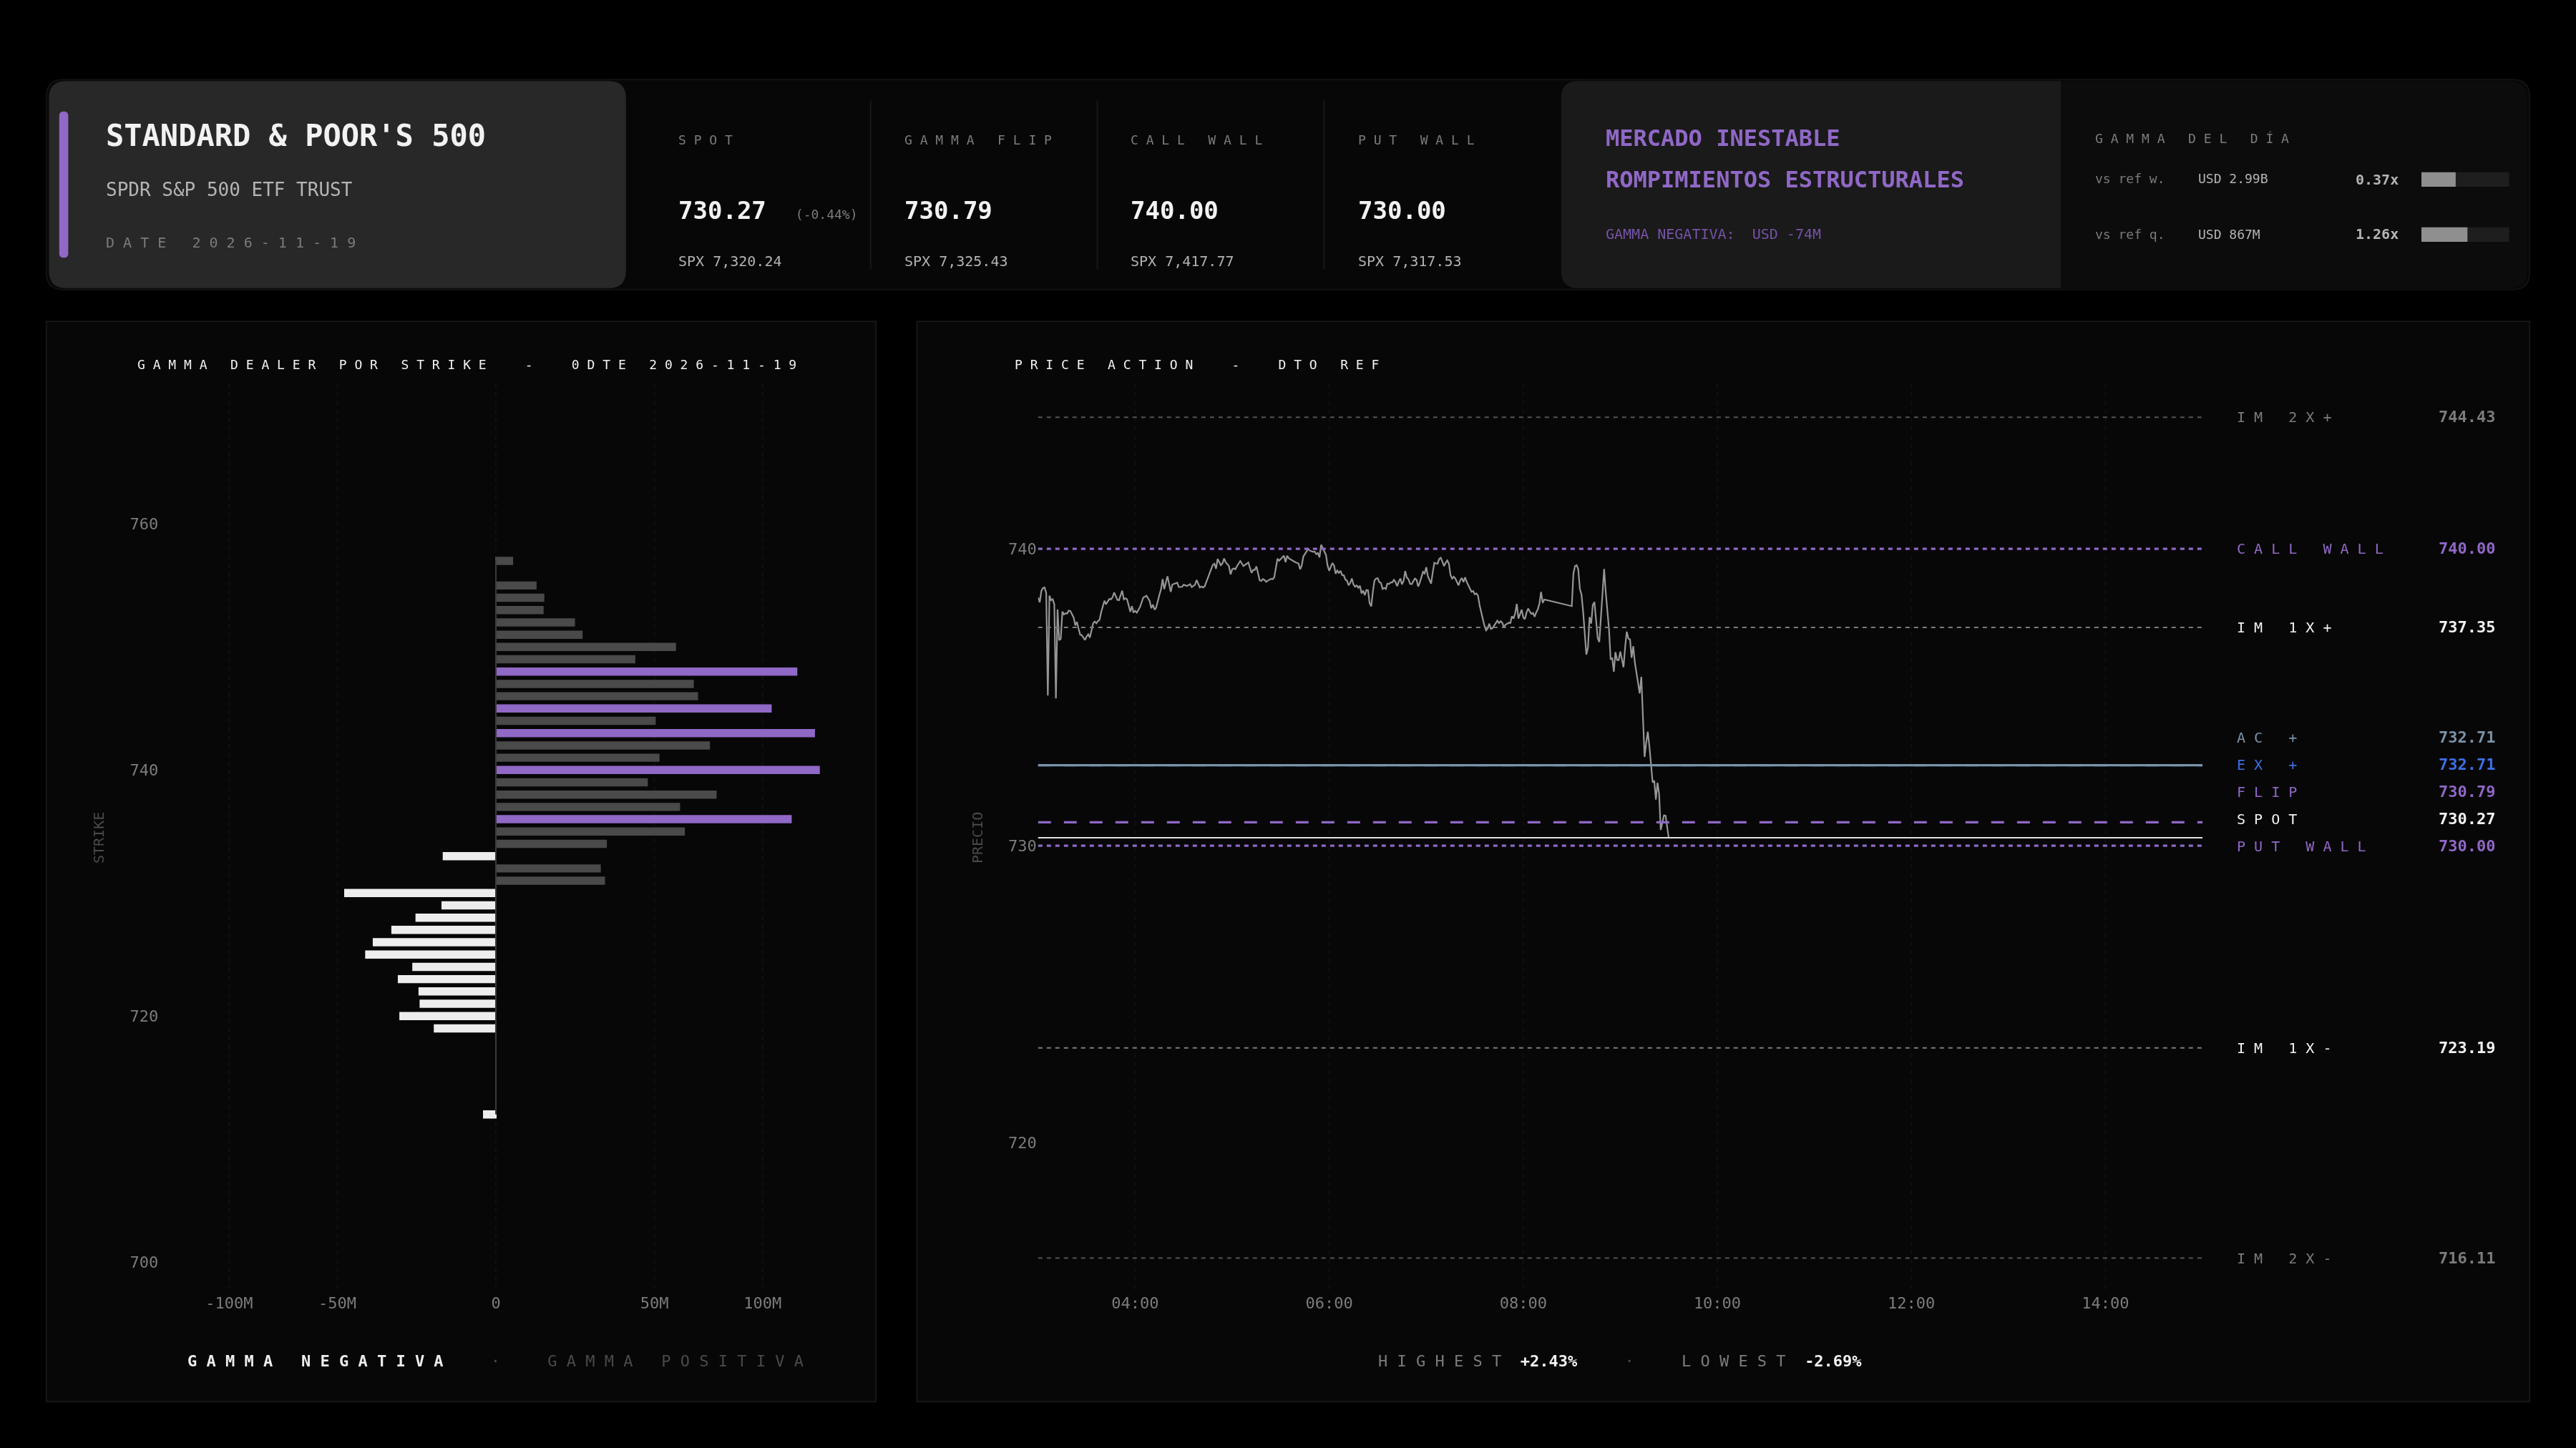 STANDARD & POOR'S 500
SPDR S&P 500 ETF TRUST
DATE 2026-11-19
SPOT
730.27 (-0.44%)
SPX 7,320.24
GAMMA FLIP
730.79
SPX 7,325.43
CALL WALL
740.00
SPX 7,417.77
PUT WALL
730.00
SPX 7,317.53
MERCADO INESTABLE
ROMPIMIENTOS ESTRUCTURALES
GAMMA NEGATIVA: USD -74M
GAMMA DEL DÍA
vs ref w. USD 2.99B 0.37x
vs ref q. USD 867M 1.26x
GAMMA DEALER POR STRIKE - 0DTE 2026-11-19
STRIKE
760
740
720
700
-100M -50M 0 50M 100M
GAMMA NEGATIVA · GAMMA POSITIVA
PRICE ACTION - DTO REF
PRECIO
740
730
720
IM 2X+ 744.43
CALL WALL 740.00
IM 1X+ 737.35
AC + 732.71
EX + 732.71
FLIP 730.79
SPOT 730.27
PUT WALL 730.00
IM 1X- 723.19
IM 2X- 716.11
04:00 06:00 08:00 10:00 12:00 14:00
HIGHEST +2.43% · LOWEST -2.69%